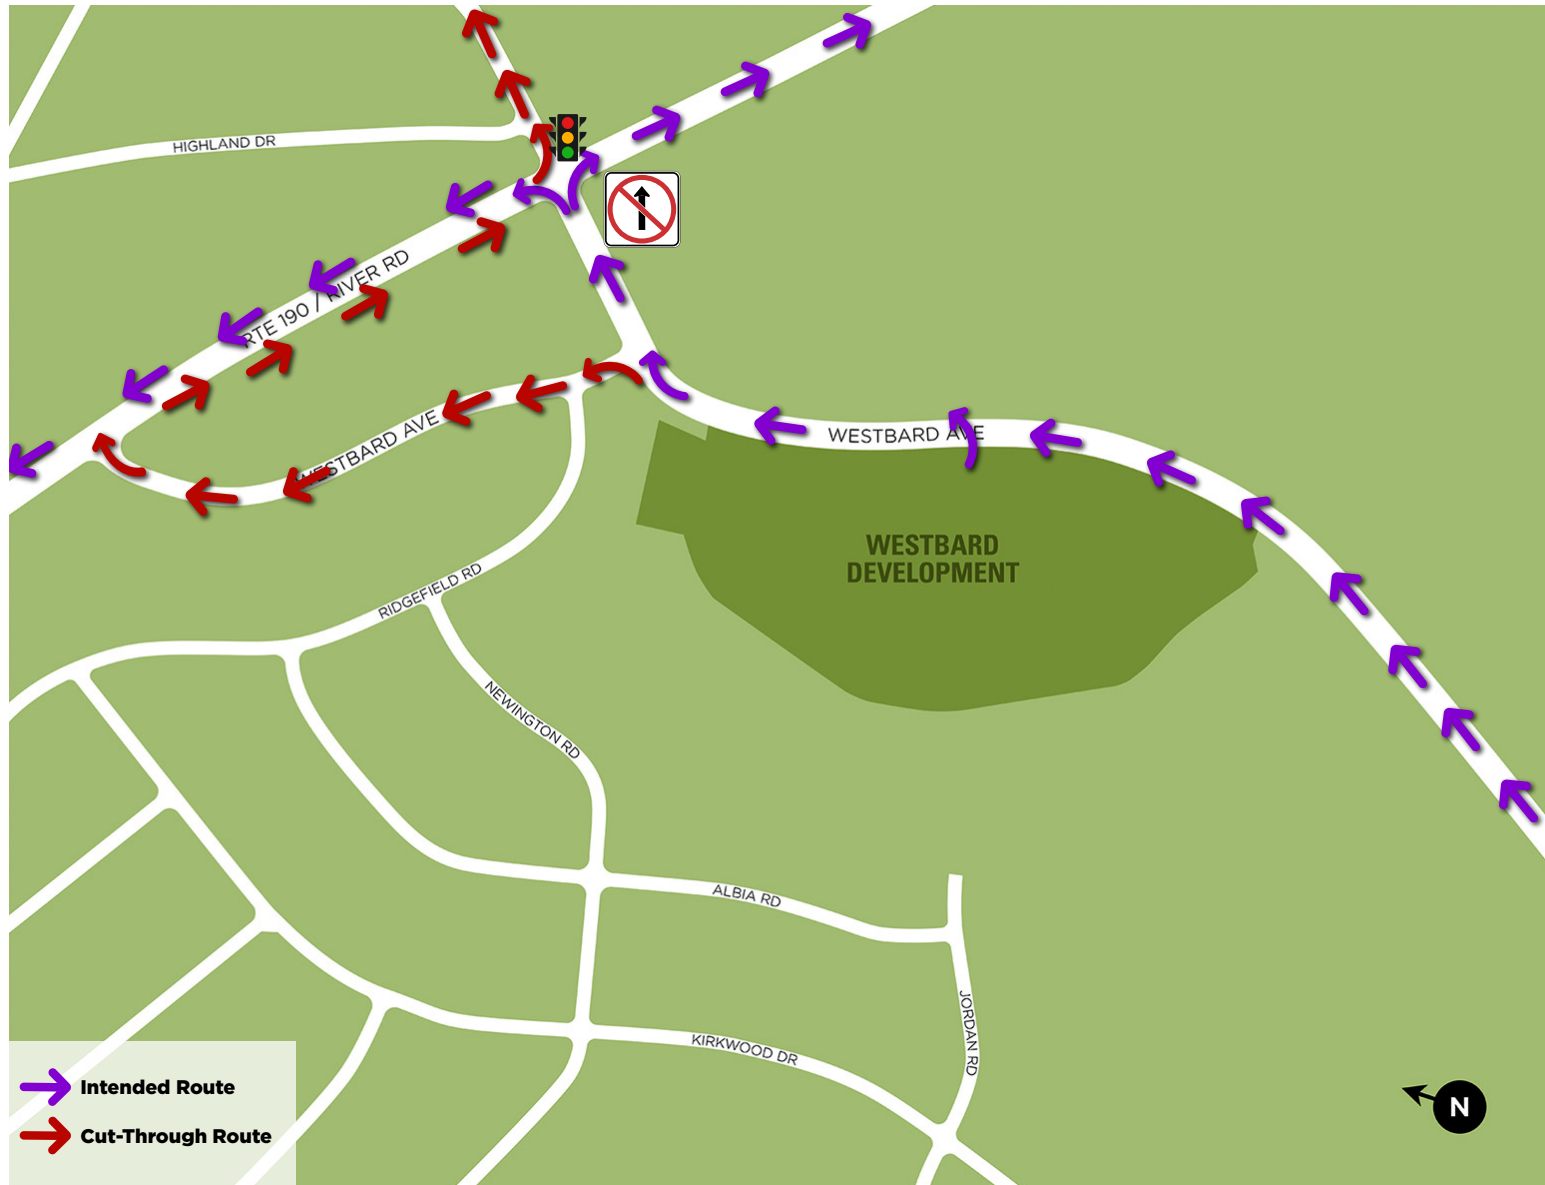 HIGHLAND DR
RTE 190 / RIVER RD
WESTBARD AVE
WESTBARD AVE
WESTBARD
DEVELOPMENT
RIDGEFIELD RD
NEWINGTON RD
ALBIA RD
JORDAN RD
KIRKWOOD DR
Intended Route
Cut-Through Route
N